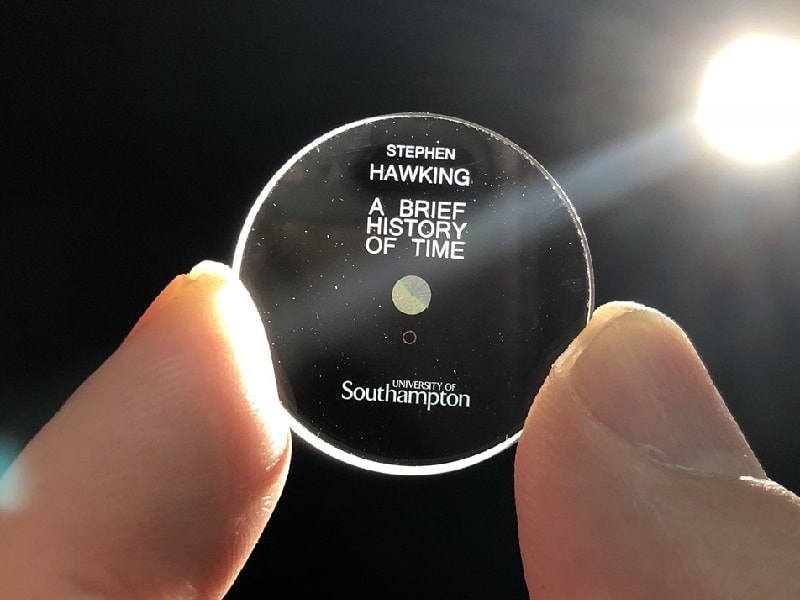 STEPHEN
HAWKING
A BRIEF
HISTORY
OF TIME
UNIVERSITY OF
Southampton